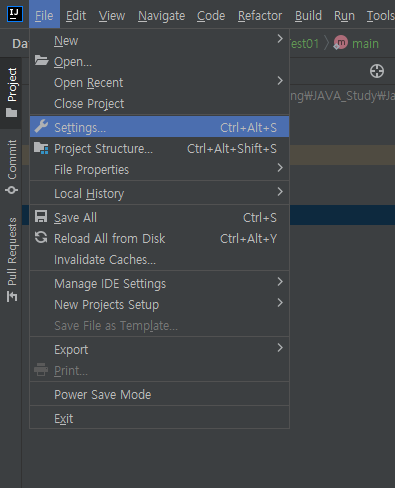 IJ File Edit View Navigate Code Refactor Build Run Tools
Da
est01 m main
Project
ng\JAVA_Study\Ja
Commit
Pull Requests
New
Open...
Open Recent
Close Project
Settings... Ctrl+Alt+S
Project Structure... Ctrl+Alt+Shift+S
File Properties
Local History
Save All Ctrl+S
Reload All from Disk Ctrl+Alt+Y
Invalidate Caches...
Manage IDE Settings
New Projects Setup
Save File as Template...
Export
Print...
Power Save Mode
Exit